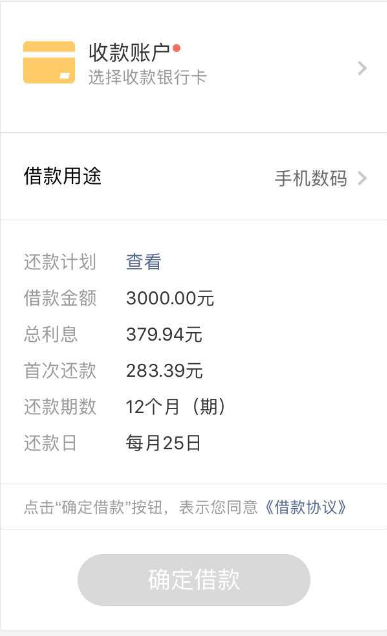 收款账户
选择收款银行卡
借款用途 手机数码
还款计划 查看
借款金额 3000.00元
总利息 379.94元
首次还款 283.39元
还款期数 12个月（期）
还款日 每月25日
点击“确定借款”按钮，表示您同意《借款协议》
确定借款